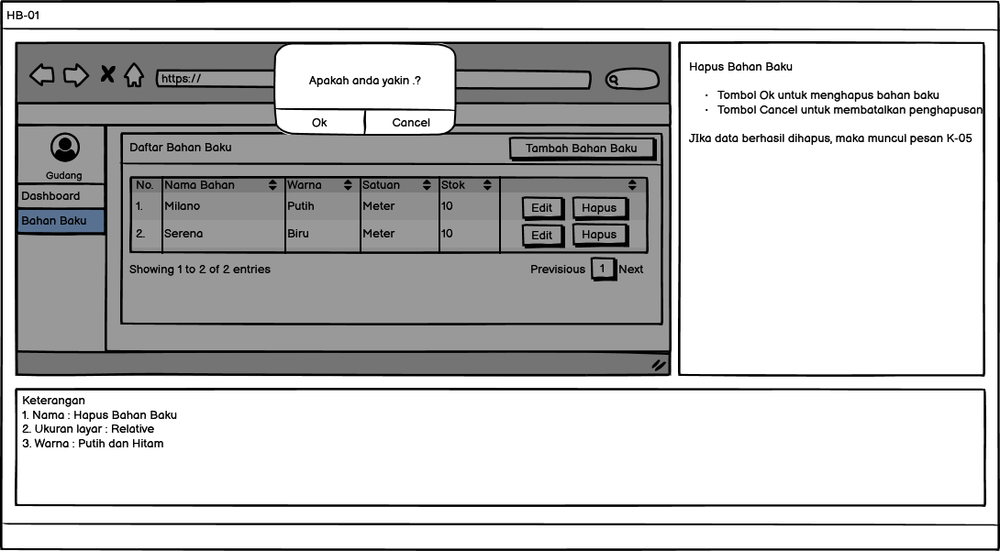 HB-01
https://
Apakah anda yakin .?
Ok Cancel
Gudang
Dashboard
Bahan Baku
Daftar Bahan Baku
Tambah Bahan Baku
No. Nama Bahan Warna Satuan Stok
1. Milano Putih Meter 10 Edit Hapus
2. Serena Biru Meter 10 Edit Hapus
Showing 1 to 2 of 2 entries
Previsious 1 Next
Hapus Bahan Baku
· Tombol Ok untuk menghapus bahan baku
· Tombol Cancel untuk membatalkan penghapusan
JIka data berhasil dihapus, maka muncul pesan K-05
Keterangan
1. Nama : Hapus Bahan Baku
2. Ukuran layar : Relative
3. Warna : Putih dan Hitam